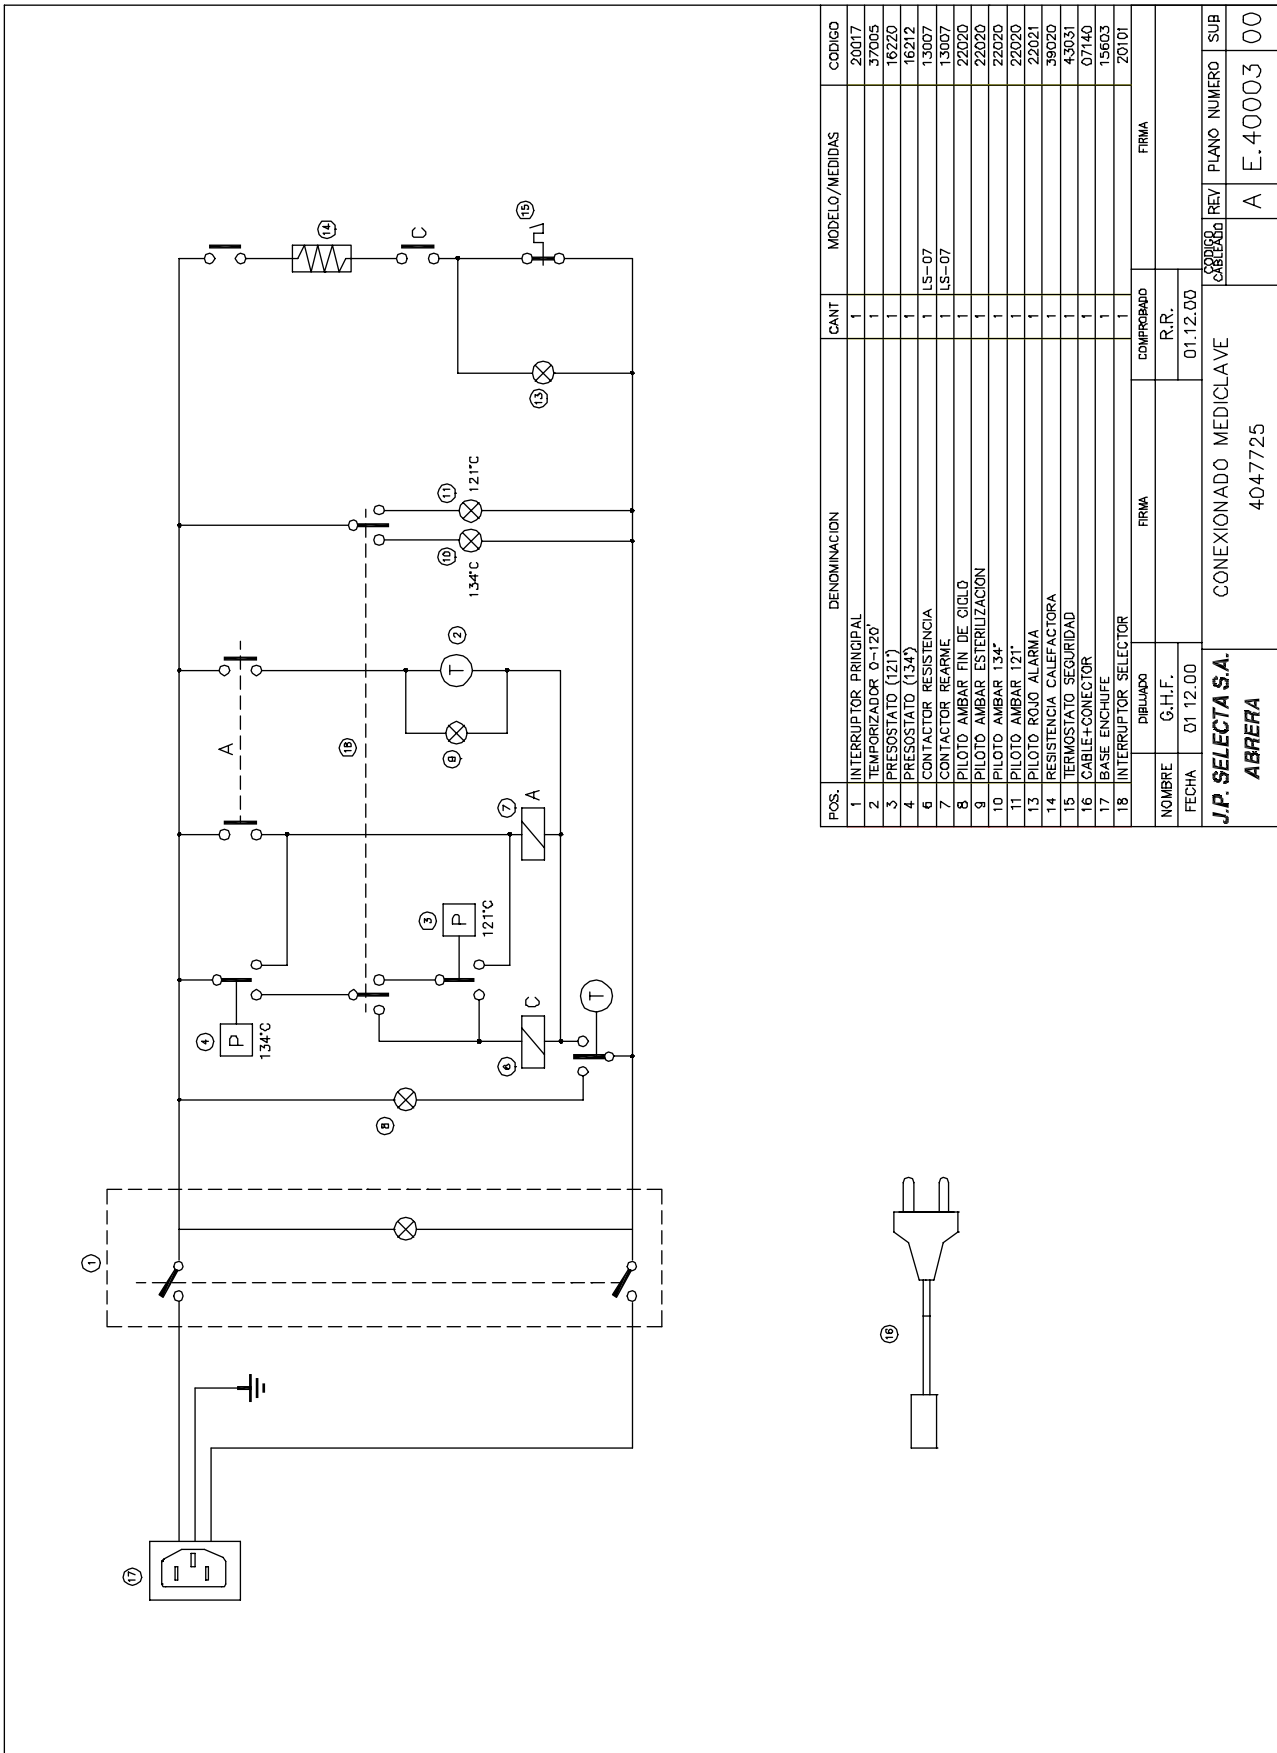 17
1
16
8
4
P
134°C
18
A
3
P
121°C
6
C
7
A
T
9
2
T
10
134°C
11
121°C
13
14
C
15
POS. DENOMINACION CANT MODELO/MEDIDAS CODIGO
1 INTERRUPTOR PRINCIPAL 1 20017
2 TEMPORIZADOR 0-120' 1 37005
3 PRESOSTATO (121°) 1 16220
4 PRESOSTATO (134°) 1 16212
6 CONTACTOR RESISTENCIA 1 LS-07 13007
7 CONTACTOR REARME 1 LS-07 13007
8 PILOTO AMBAR FIN DE CICLO 1 22020
9 PILOTO AMBAR ESTERILIZACION 1 22020
10 PILOTO AMBAR 134° 1 22020
11 PILOTO AMBAR 121° 1 22020
13 PILOTO ROJO ALARMA 1 22021
14 RESISTENCIA CALEFACTORA 1 39020
15 TERMOSTATO SEGURIDAD 1 43031
16 CABLE+CONECTOR 1 07140
17 BASE ENCHUFE 1 15603
18 INTERRUPTOR SELECTOR 1 20101
DIBUJADO FIRMA COMPROBADO FIRMA
NOMBRE G.H.F. R.R.
FECHA 01 12.00 01.12.00
J.P. SELECTA S.A.
ABRERA
CONEXIONADO MEDICLAVE
4047725
CODIGO CABLEADO REV PLANO NUMERO SUB
A E.40003 00